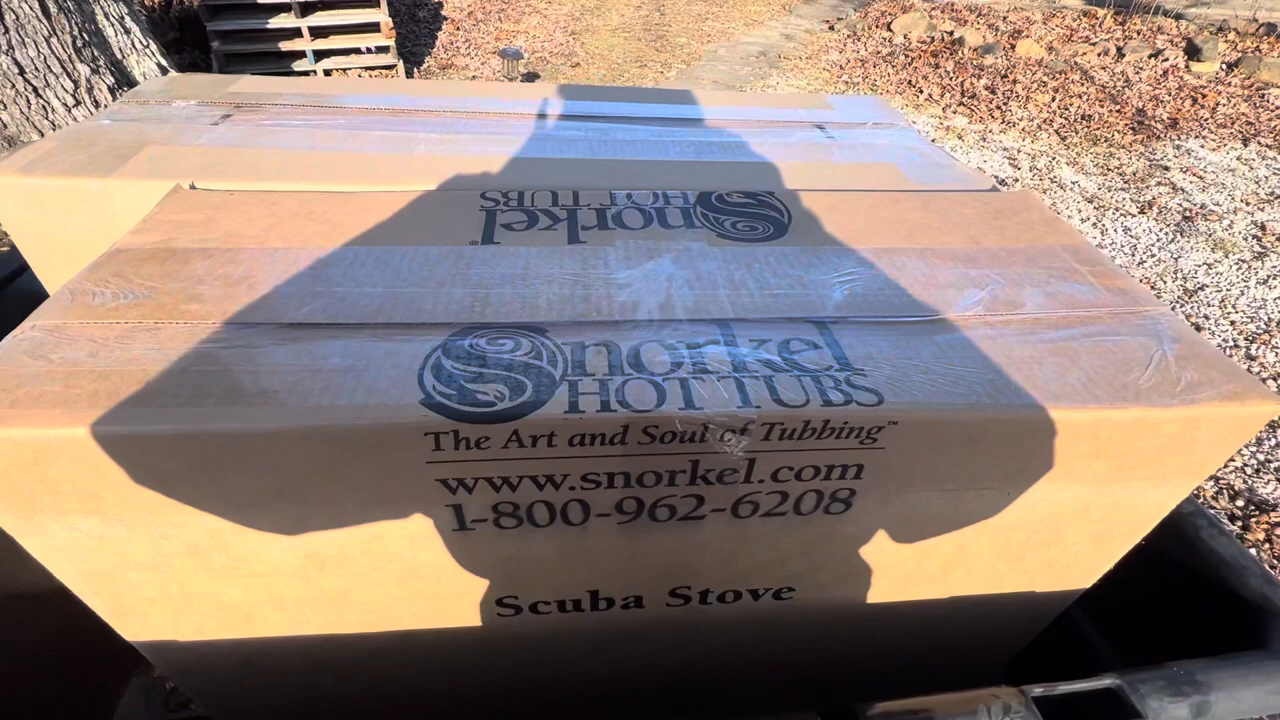 Snorkel®
HOT TUBS
Snorkel
HOT TUBS
The Art and Soul of Tubbing™
www.snorkel.com
1-800-962-6208
Scuba Stove